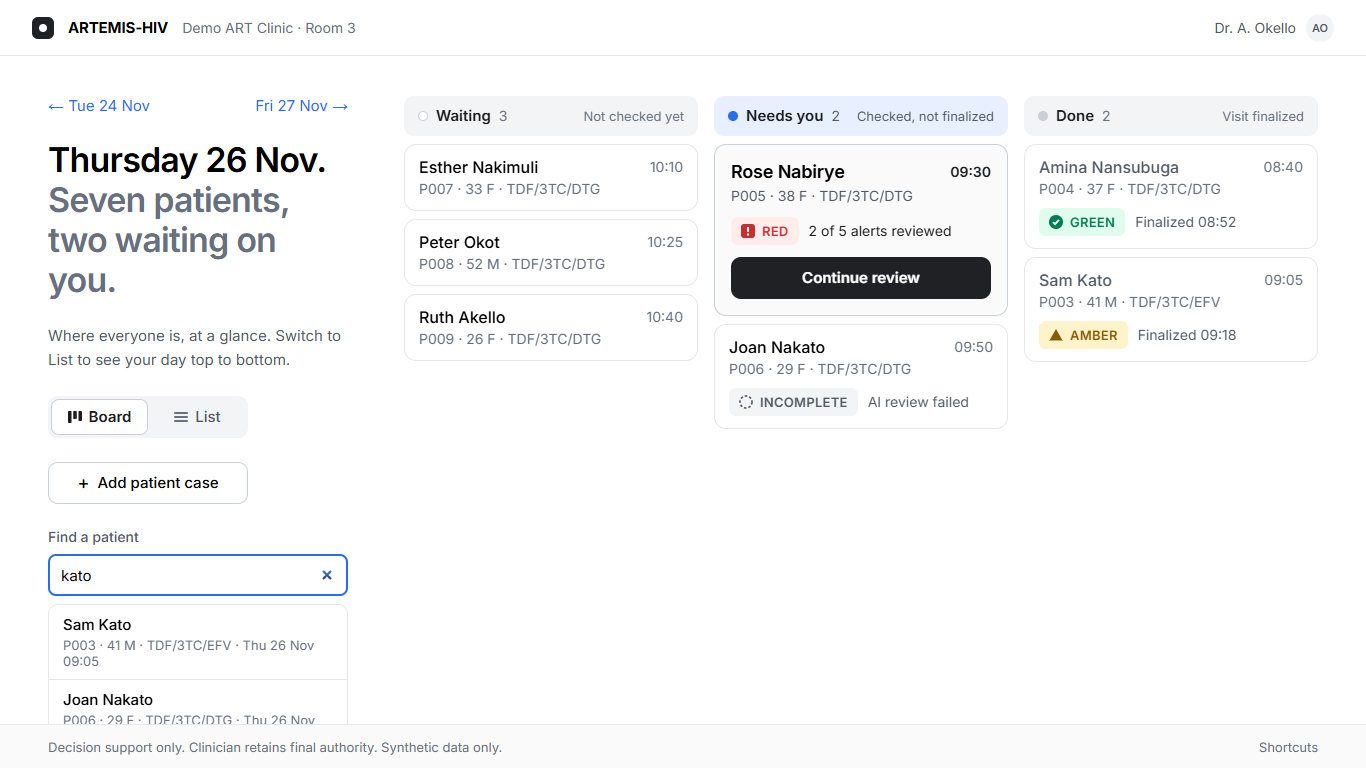 ARTEMIS-HIV Demo ART Clinic · Room 3
Dr. A. Okello AO
← Tue 24 Nov
Fri 27 Nov →
Thursday 26 Nov.
Seven patients,
two waiting on
you.
Where everyone is, at a glance. Switch to
List to see your day top to bottom.
Board
List
+ Add patient case
Find a patient
kato
Sam Kato
P003 · 41 M · TDF/3TC/EFV · Thu 26 Nov
09:05
Joan Nakato
P006 · 29 F · TDF/3TC/DTG · Thu 26 Nov
Waiting 3 Not checked yet
Esther Nakimuli 10:10
P007 · 33 F · TDF/3TC/DTG
Peter Okot 10:25
P008 · 52 M · TDF/3TC/DTG
Ruth Akello 10:40
P009 · 26 F · TDF/3TC/DTG
Needs you 2 Checked, not finalized
Rose Nabirye 09:30
P005 · 38 F · TDF/3TC/DTG
RED 2 of 5 alerts reviewed
Continue review
Joan Nakato 09:50
P006 · 29 F · TDF/3TC/DTG
INCOMPLETE AI review failed
Done 2 Visit finalized
Amina Nansubuga 08:40
P004 · 37 F · TDF/3TC/DTG
GREEN Finalized 08:52
Sam Kato 09:05
P003 · 41 M · TDF/3TC/EFV
AMBER Finalized 09:18
Decision support only. Clinician retains final authority. Synthetic data only.
Shortcuts